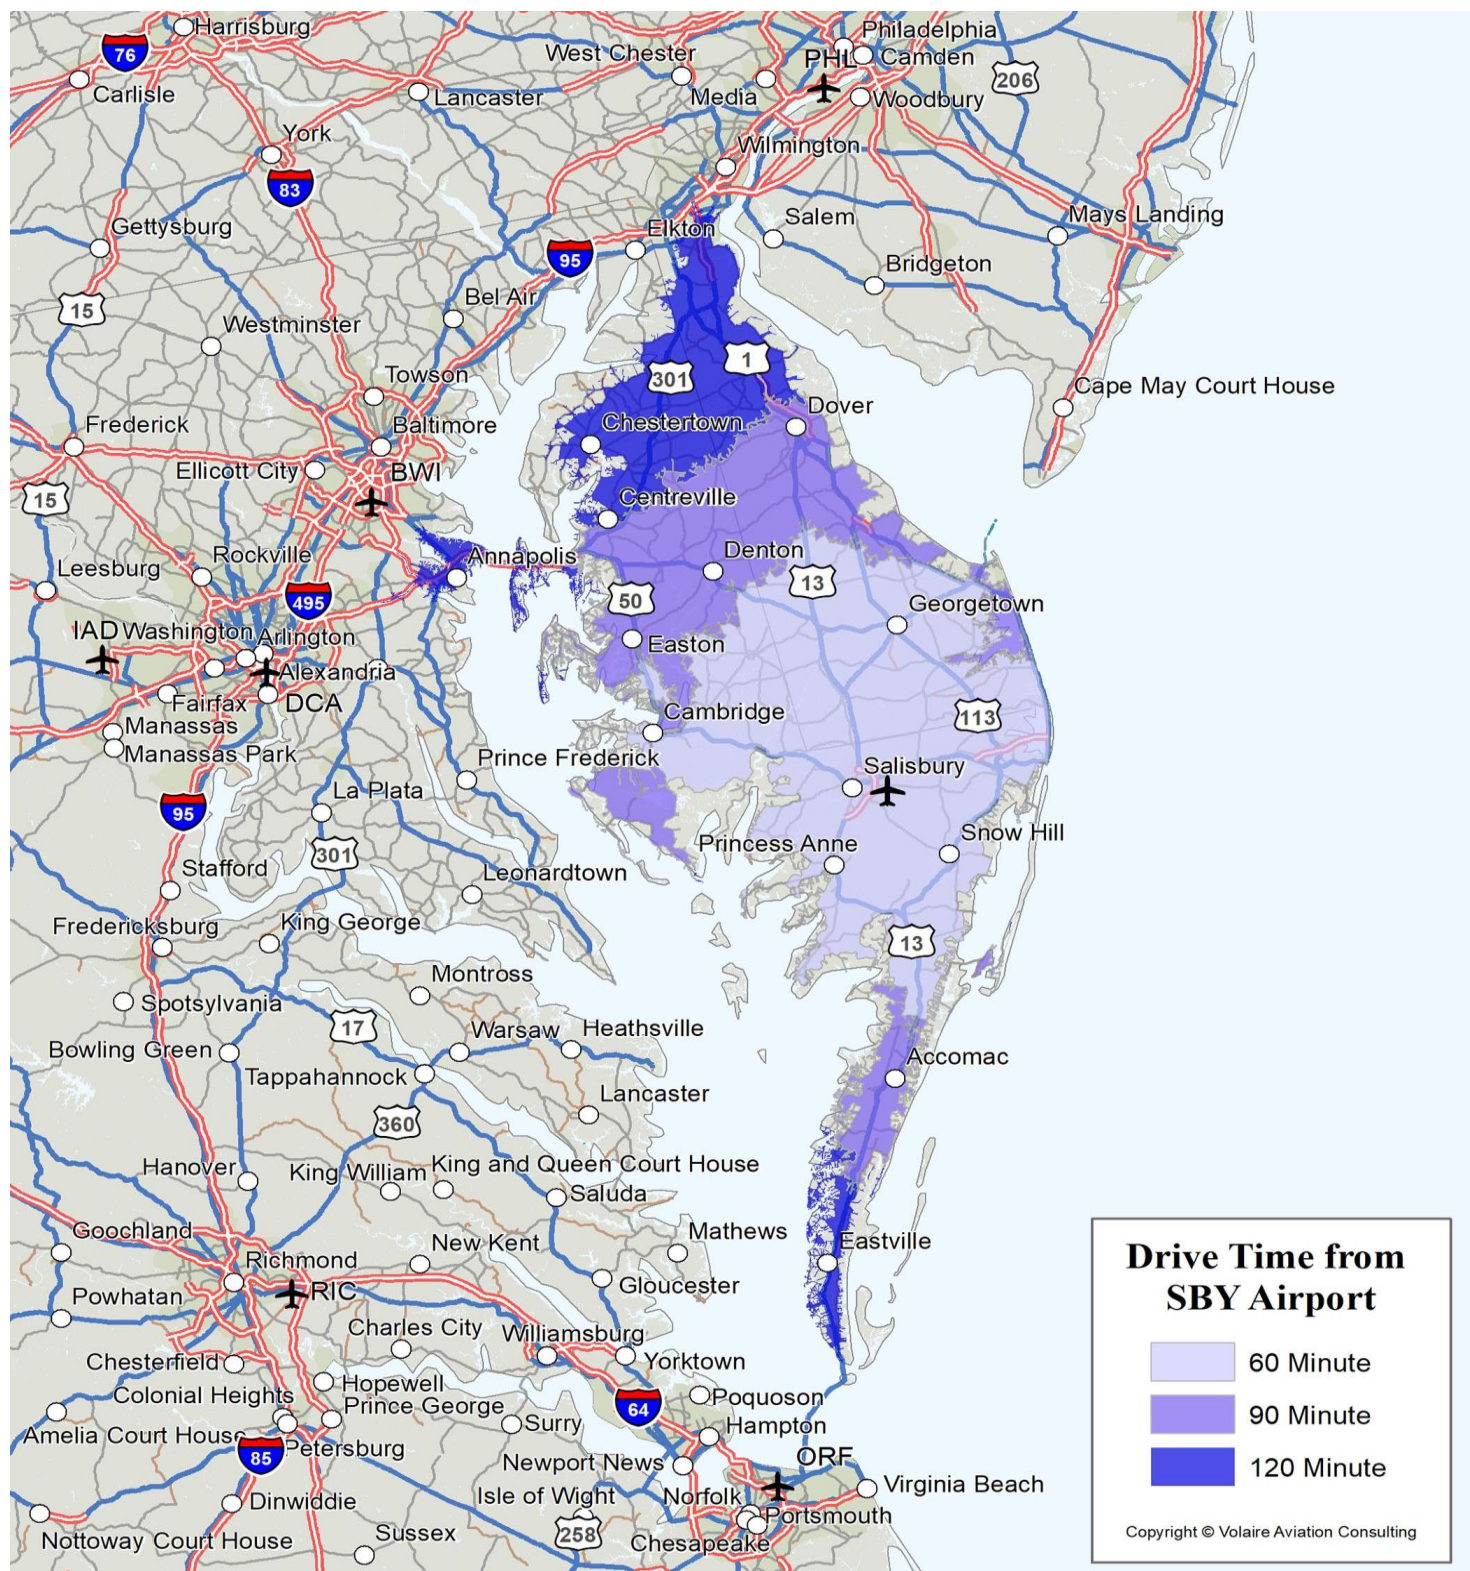 Harrisburg
76
Carlisle
Lancaster
West Chester
Media
PHL
Philadelphia
Camden
Woodbury
206
York
83
Wilmington
Gettysburg
Elkton
Salem
Mays Landing
95
Bridgeton
15
Bel Air
Westminster
Towson
301
1
Cape May Court House
Dover
Frederick
Baltimore
Chestertown
Ellicott City
BWI
15
Centreville
Rockville
Annapolis
Denton
Leesburg
495
50
13
Georgetown
IAD
Washington
Arlington
Easton
Alexandria
Fairfax
DCA
Cambridge
113
Manassas
Manassas Park
Prince Frederick
Salisbury
La Plata
95
301
Princess Anne
Snow Hill
Stafford
Leonardtown
Fredericksburg
King George
13
Montross
Spotsylvania
17
Warsaw
Heathsville
Bowling Green
Tappahannock
Accomac
Lancaster
360
Hanover
King William
King and Queen Court House
Saluda
Goochland
Mathews
New Kent
Eastville
Richmond
RIC
Gloucester
Powhatan
Charles City
Williamsburg
Yorktown
Chesterfield
Hopewell
Colonial Heights
Prince George
64
Poquoson
Surry
Hampton
Amelia Court House
85
Petersburg
Newport News
ORF
Dinwiddie
Isle of Wight
Norfolk
Virginia Beach
Portsmouth
Nottoway Court House
Sussex
258
Chesapeake
Drive Time from
SBY Airport
60 Minute
90 Minute
120 Minute
Copyright © Volaire Aviation Consulting